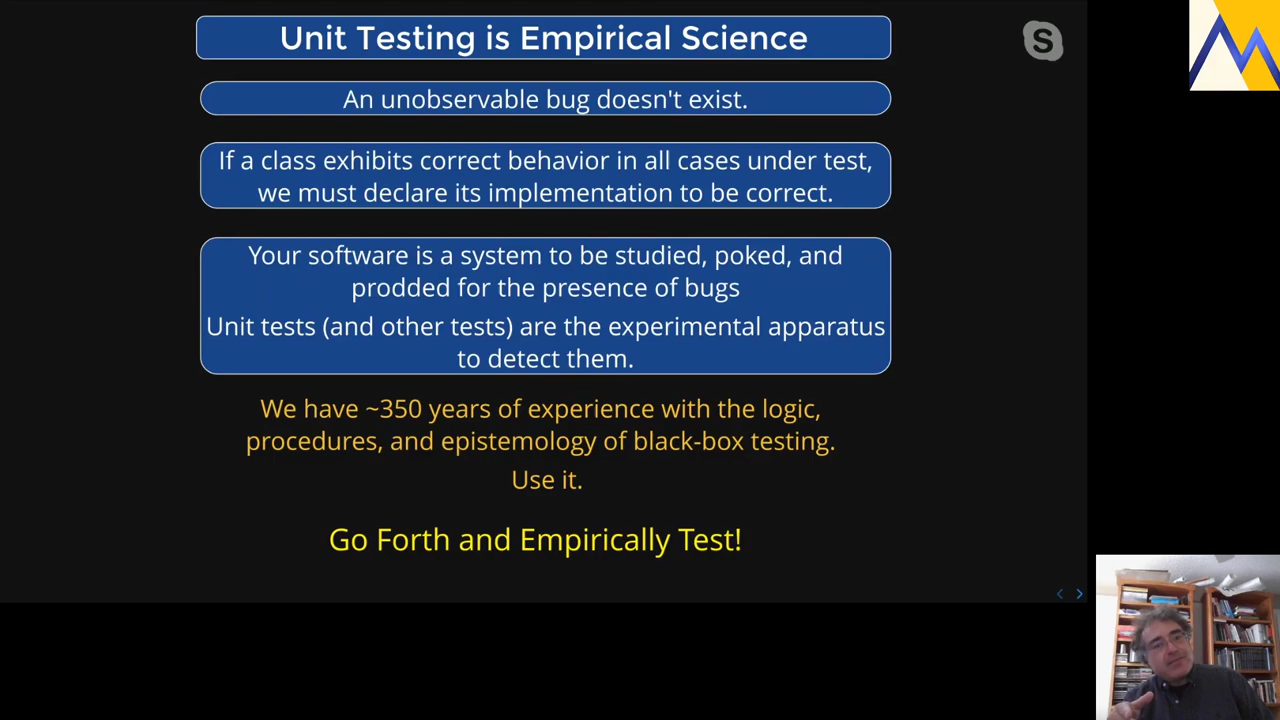 Unit Testing is Empirical Science
S
An unobservable bug doesn't exist.
If a class exhibits correct behavior in all cases under test,
we must declare its implementation to be correct.
Your software is a system to be studied, poked, and
prodded for the presence of bugs
Unit tests (and other tests) are the experimental apparatus
to detect them.
We have ~350 years of experience with the logic,
procedures, and epistemology of black-box testing.
Use it.
Go Forth and Empirically Test!